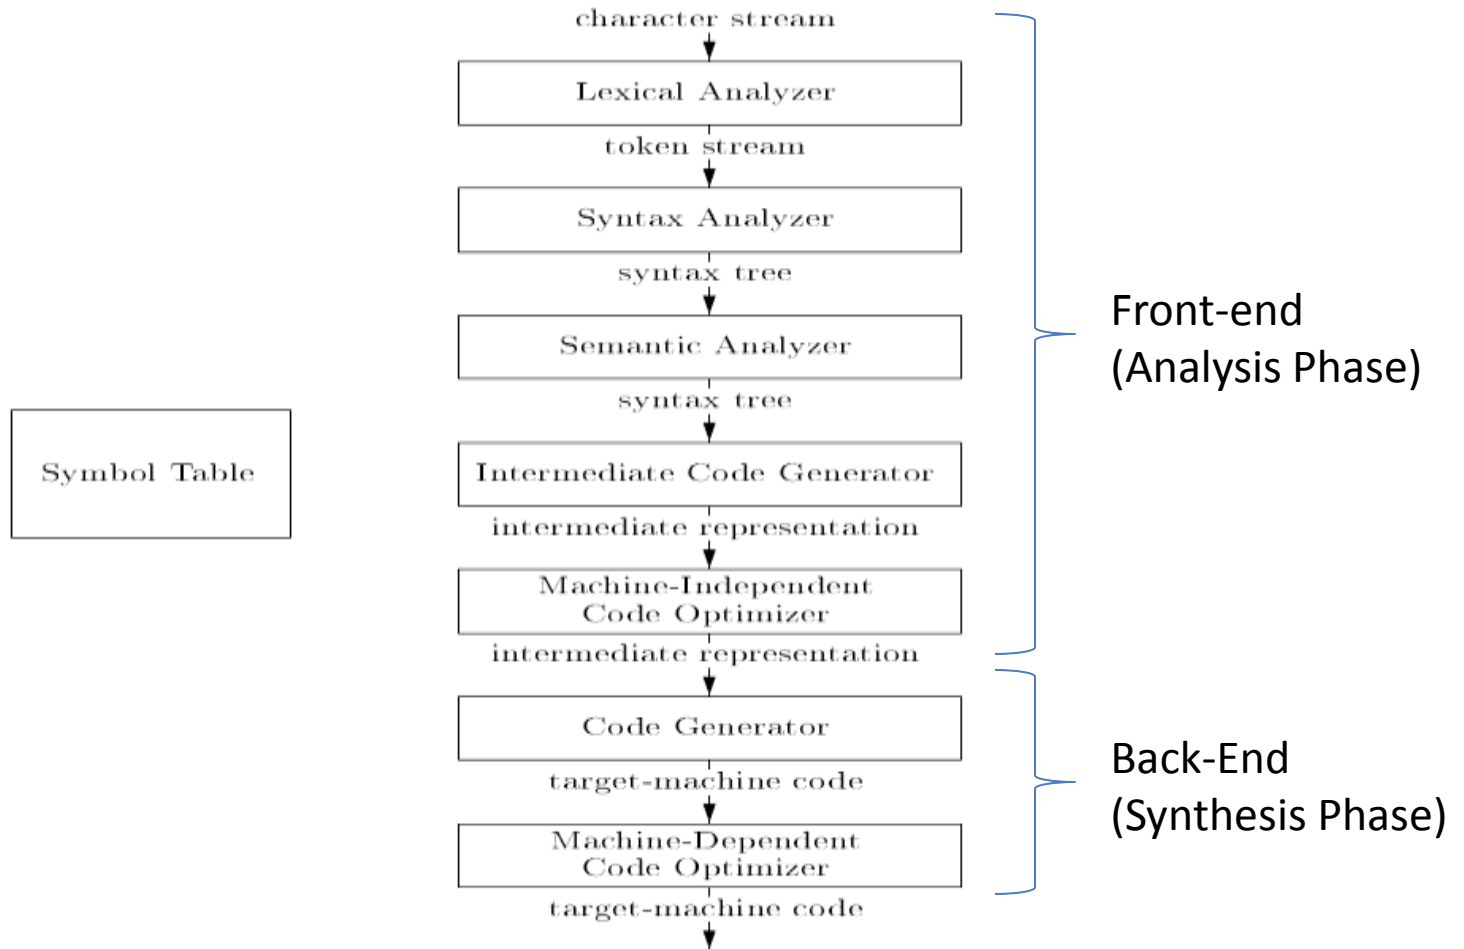 character stream
Lexical Analyzer
token stream
Syntax Analyzer
syntax tree
Semantic Analyzer
syntax tree
Intermediate Code Generator
intermediate representation
Machine-Independent
Code Optimizer
intermediate representation
Code Generator
target-machine code
Machine-Dependent
Code Optimizer
target-machine code
Symbol Table
Front-end
(Analysis Phase)
Back-End
(Synthesis Phase)